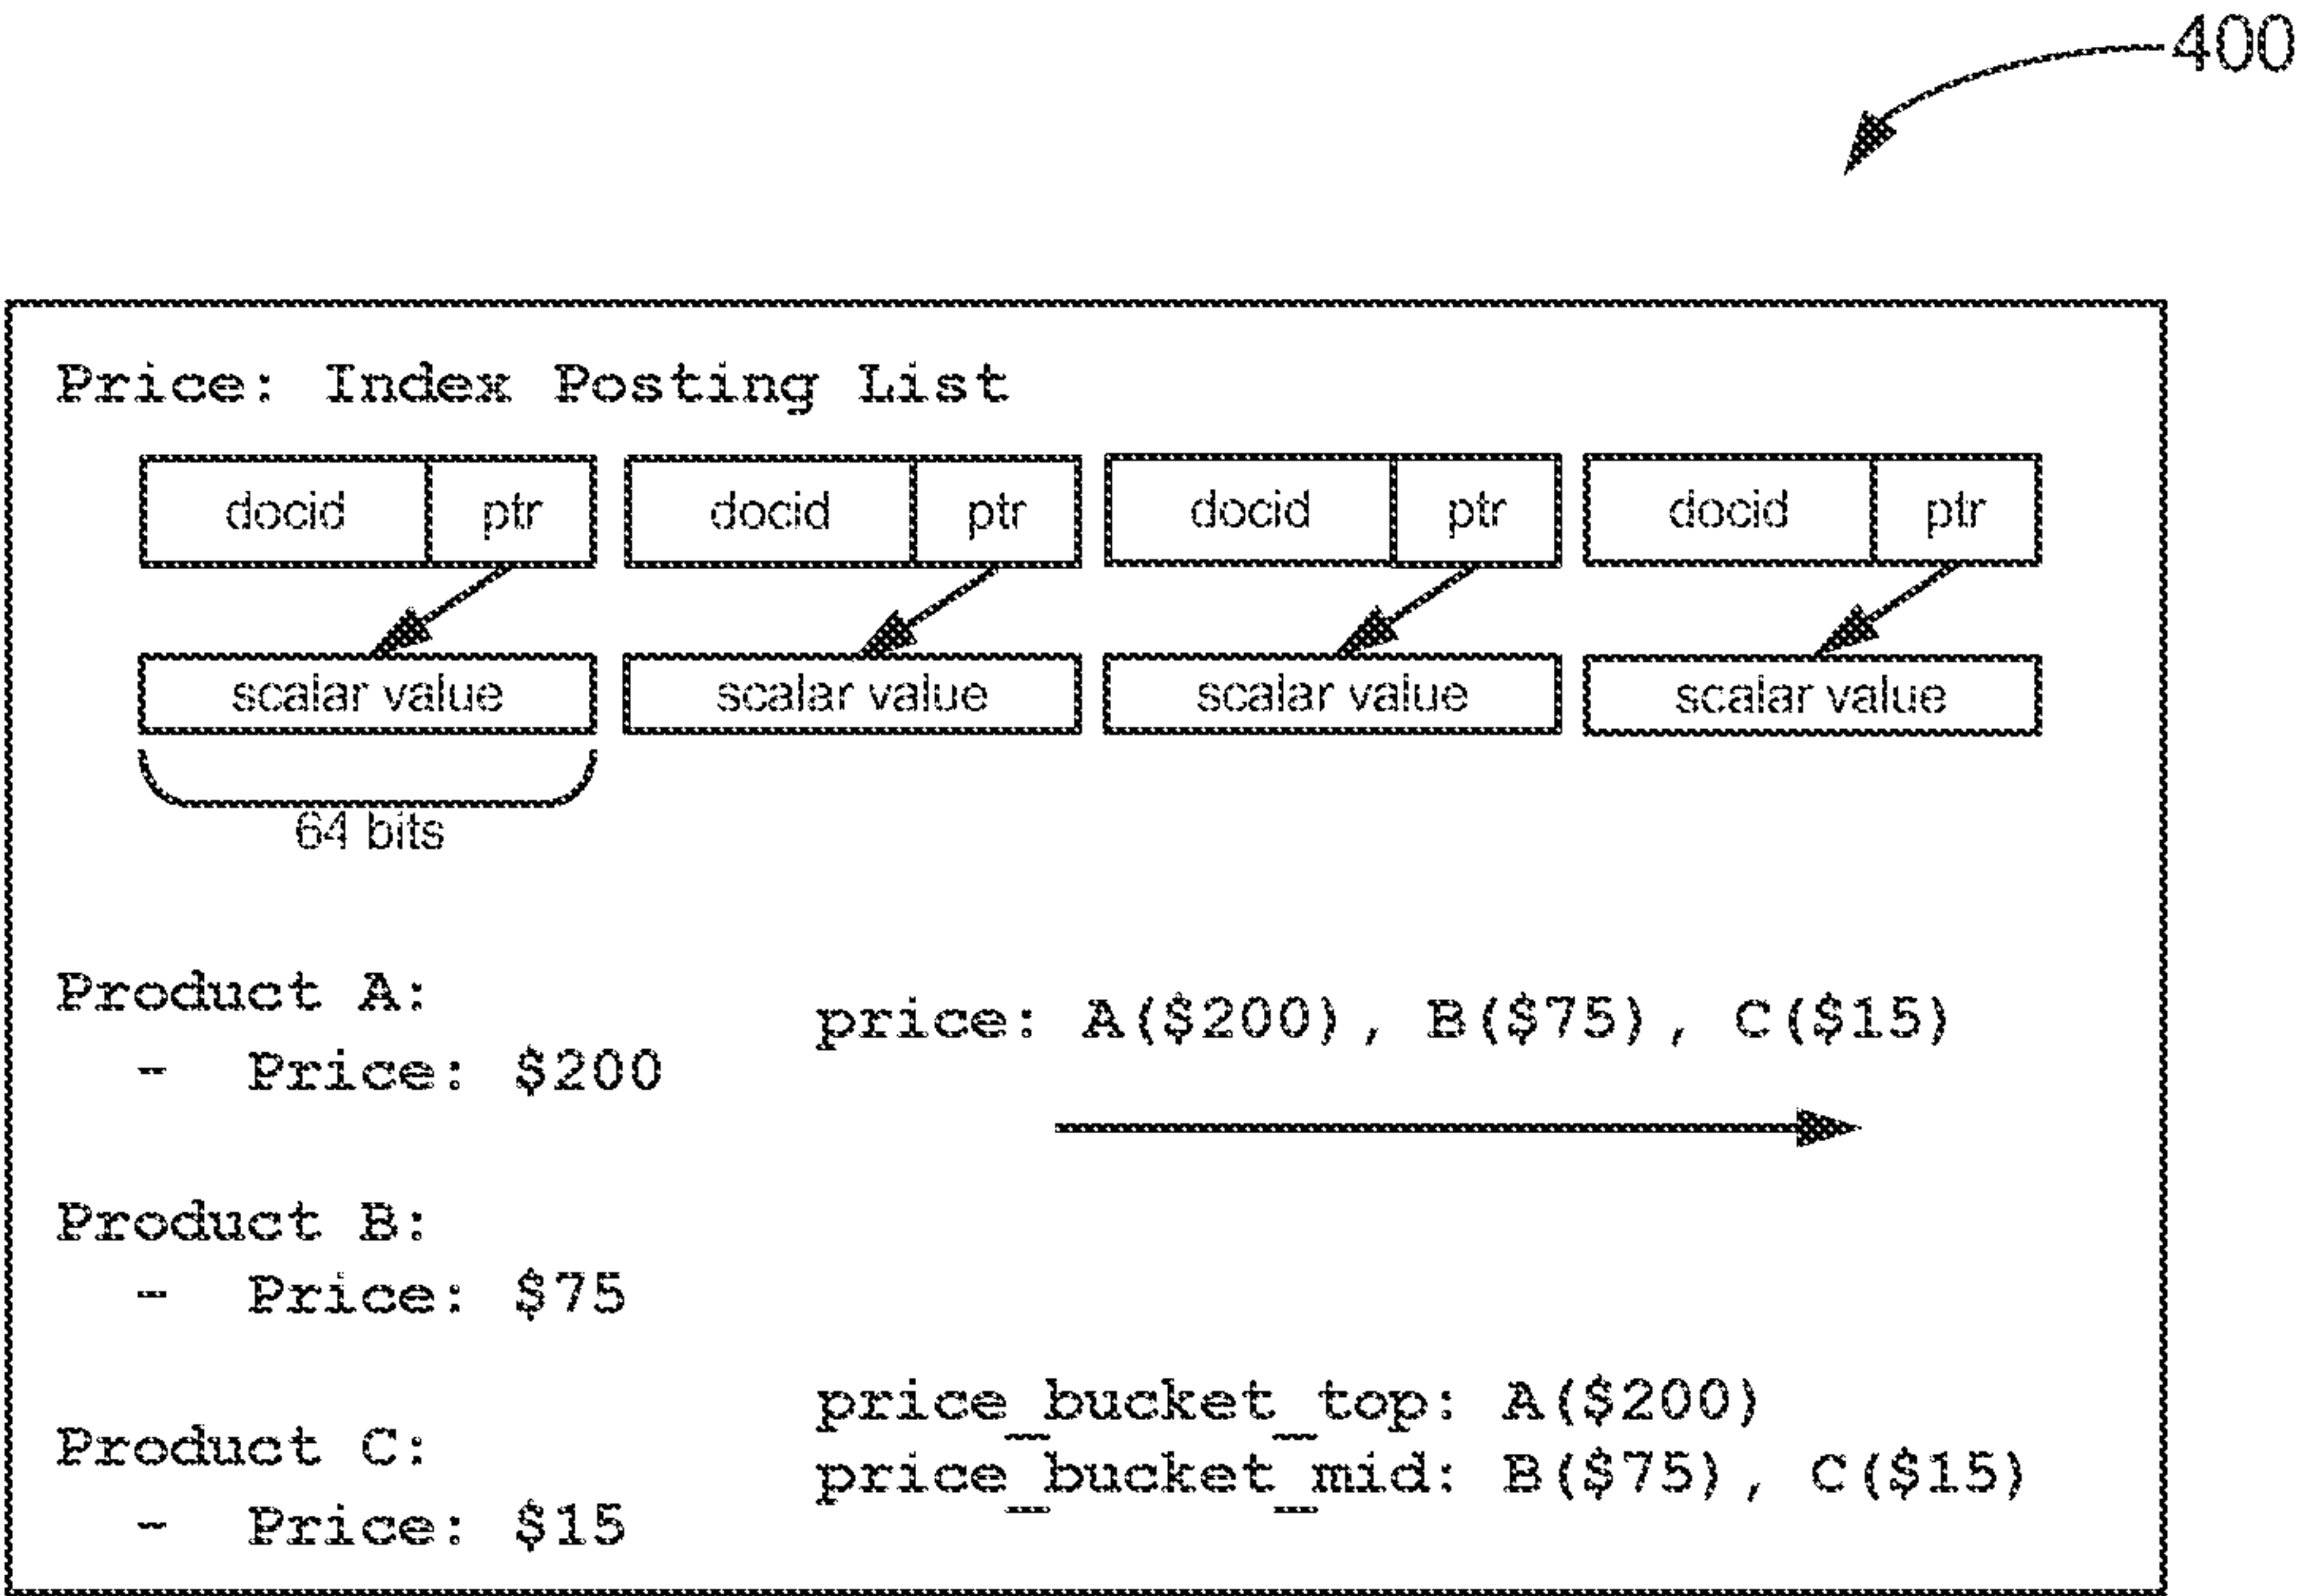 400
Price: Index Posting List
docid ptr docid ptr docid ptr docid ptr
scalar value scalar value scalar value scalar value
64 bits
Product A:
- Price: $200
price: A($200), B($75), C($15)
Product B:
- Price: $75
Product C:
- Price: $15
price_bucket_top: A($200)
price_bucket_mid: B($75), C($15)